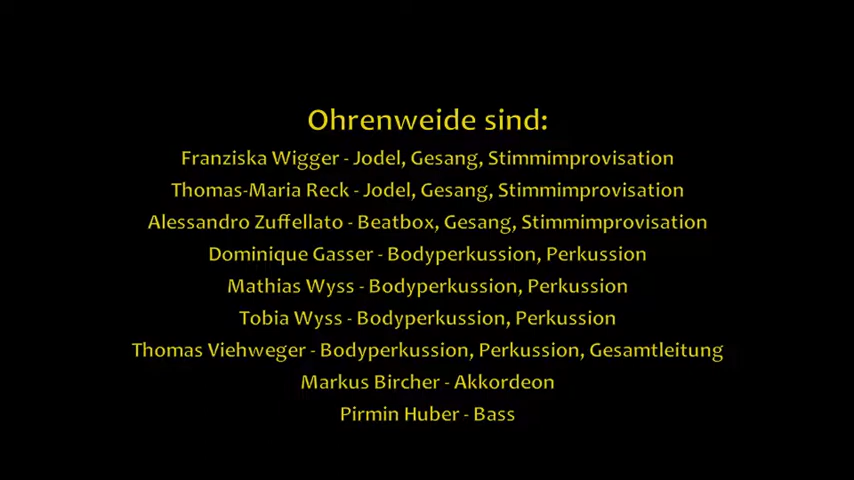 Ohrenweide sind:
Franziska Wigger - Jodel, Gesang, Stimmimprovisation
Thomas-Maria Reck - Jodel, Gesang, Stimmimprovisation
Alessandro Zuffellato - Beatbox, Gesang, Stimmimprovisation
Dominique Gasser - Bodyperkussion, Perkussion
Mathias Wyss - Bodyperkussion, Perkussion
Tobia Wyss - Bodyperkussion, Perkussion
Thomas Viehweger - Bodyperkussion, Perkussion, Gesamtleitung
Markus Bircher - Akkordeon
Pirmin Huber - Bass